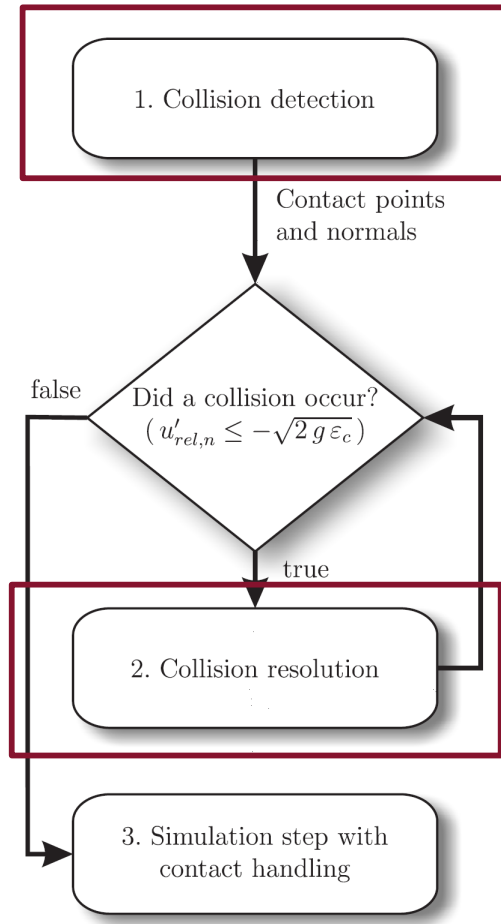 1. Collision detection
Contact points
and normals
false
Did a collision occur?
( u′rel,n ≤ −√2 g εc )
true
2. Collision resolution
3. Simulation step with
contact handling